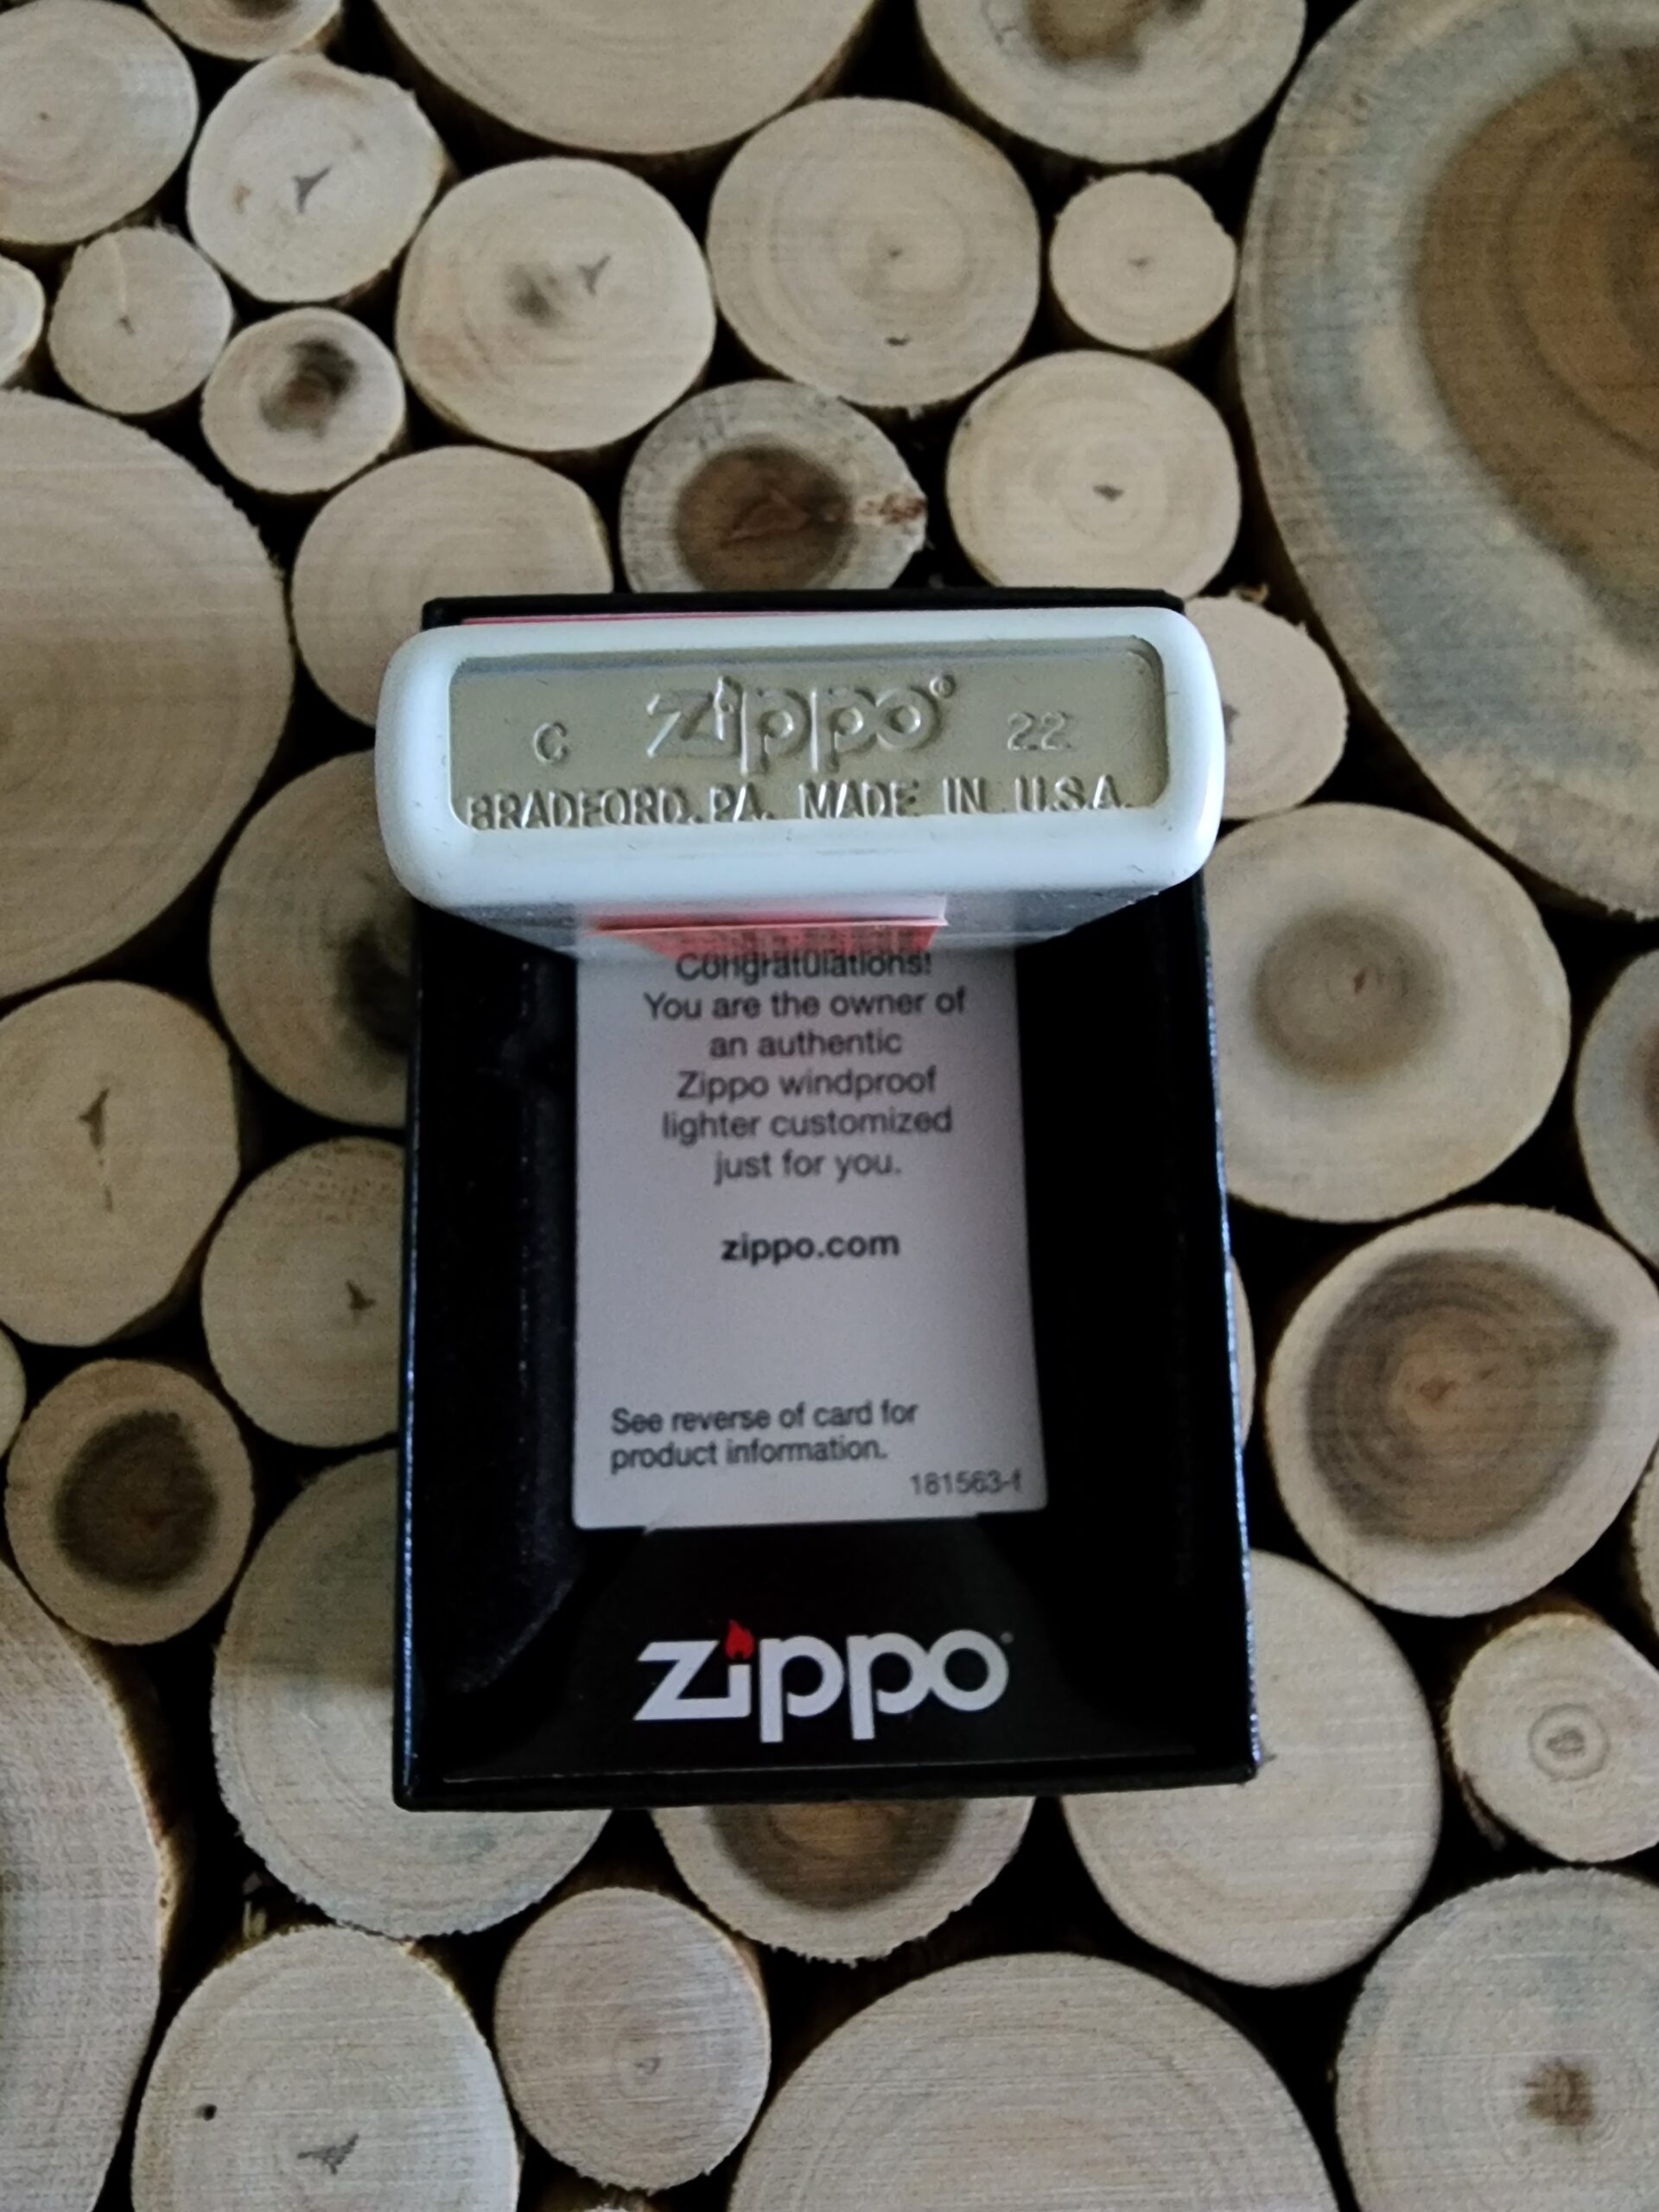 C zippo® 22
BRADFORD, PA. MADE IN U.S.A.
Congratulations!
You are the owner of
an authentic
Zippo windproof
lighter customized
just for you.
zippo.com
See reverse of card for
product information.
181563-f
zippo